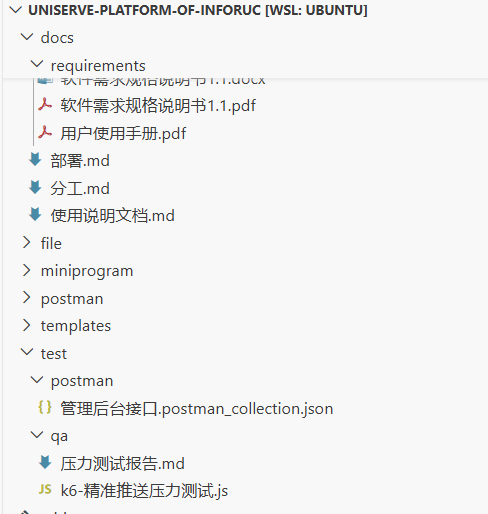 UNISERVE-PLATFORM-OF-INFORUC [WSL: UBUNTU]
docs
requirements
软件需求规格说明书1.1.docx
软件需求规格说明书1.1.pdf
用户使用手册.pdf
部署.md
分工.md
使用说明文档.md
file
miniprogram
postman
templates
test
postman
{} 管理后台接口.postman_collection.json
qa
压力测试报告.md
JS k6-精准推送压力测试.js